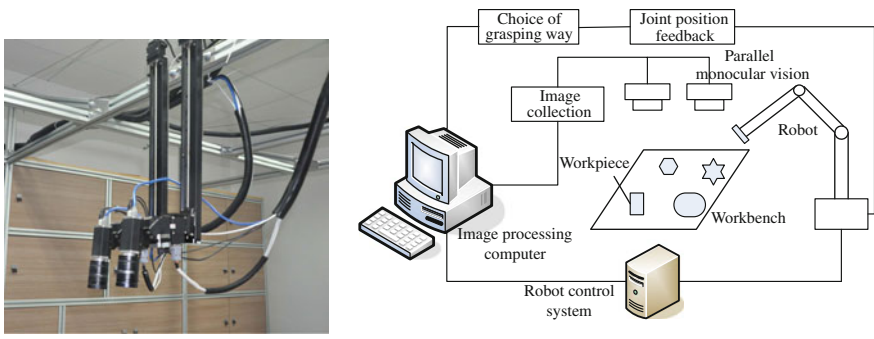 Choice of
grasping way
Joint position
feedback
Parallel
monocular vision
Image
collection
Robot
Workpiece
Workbench
Image processing
computer
Robot control
system